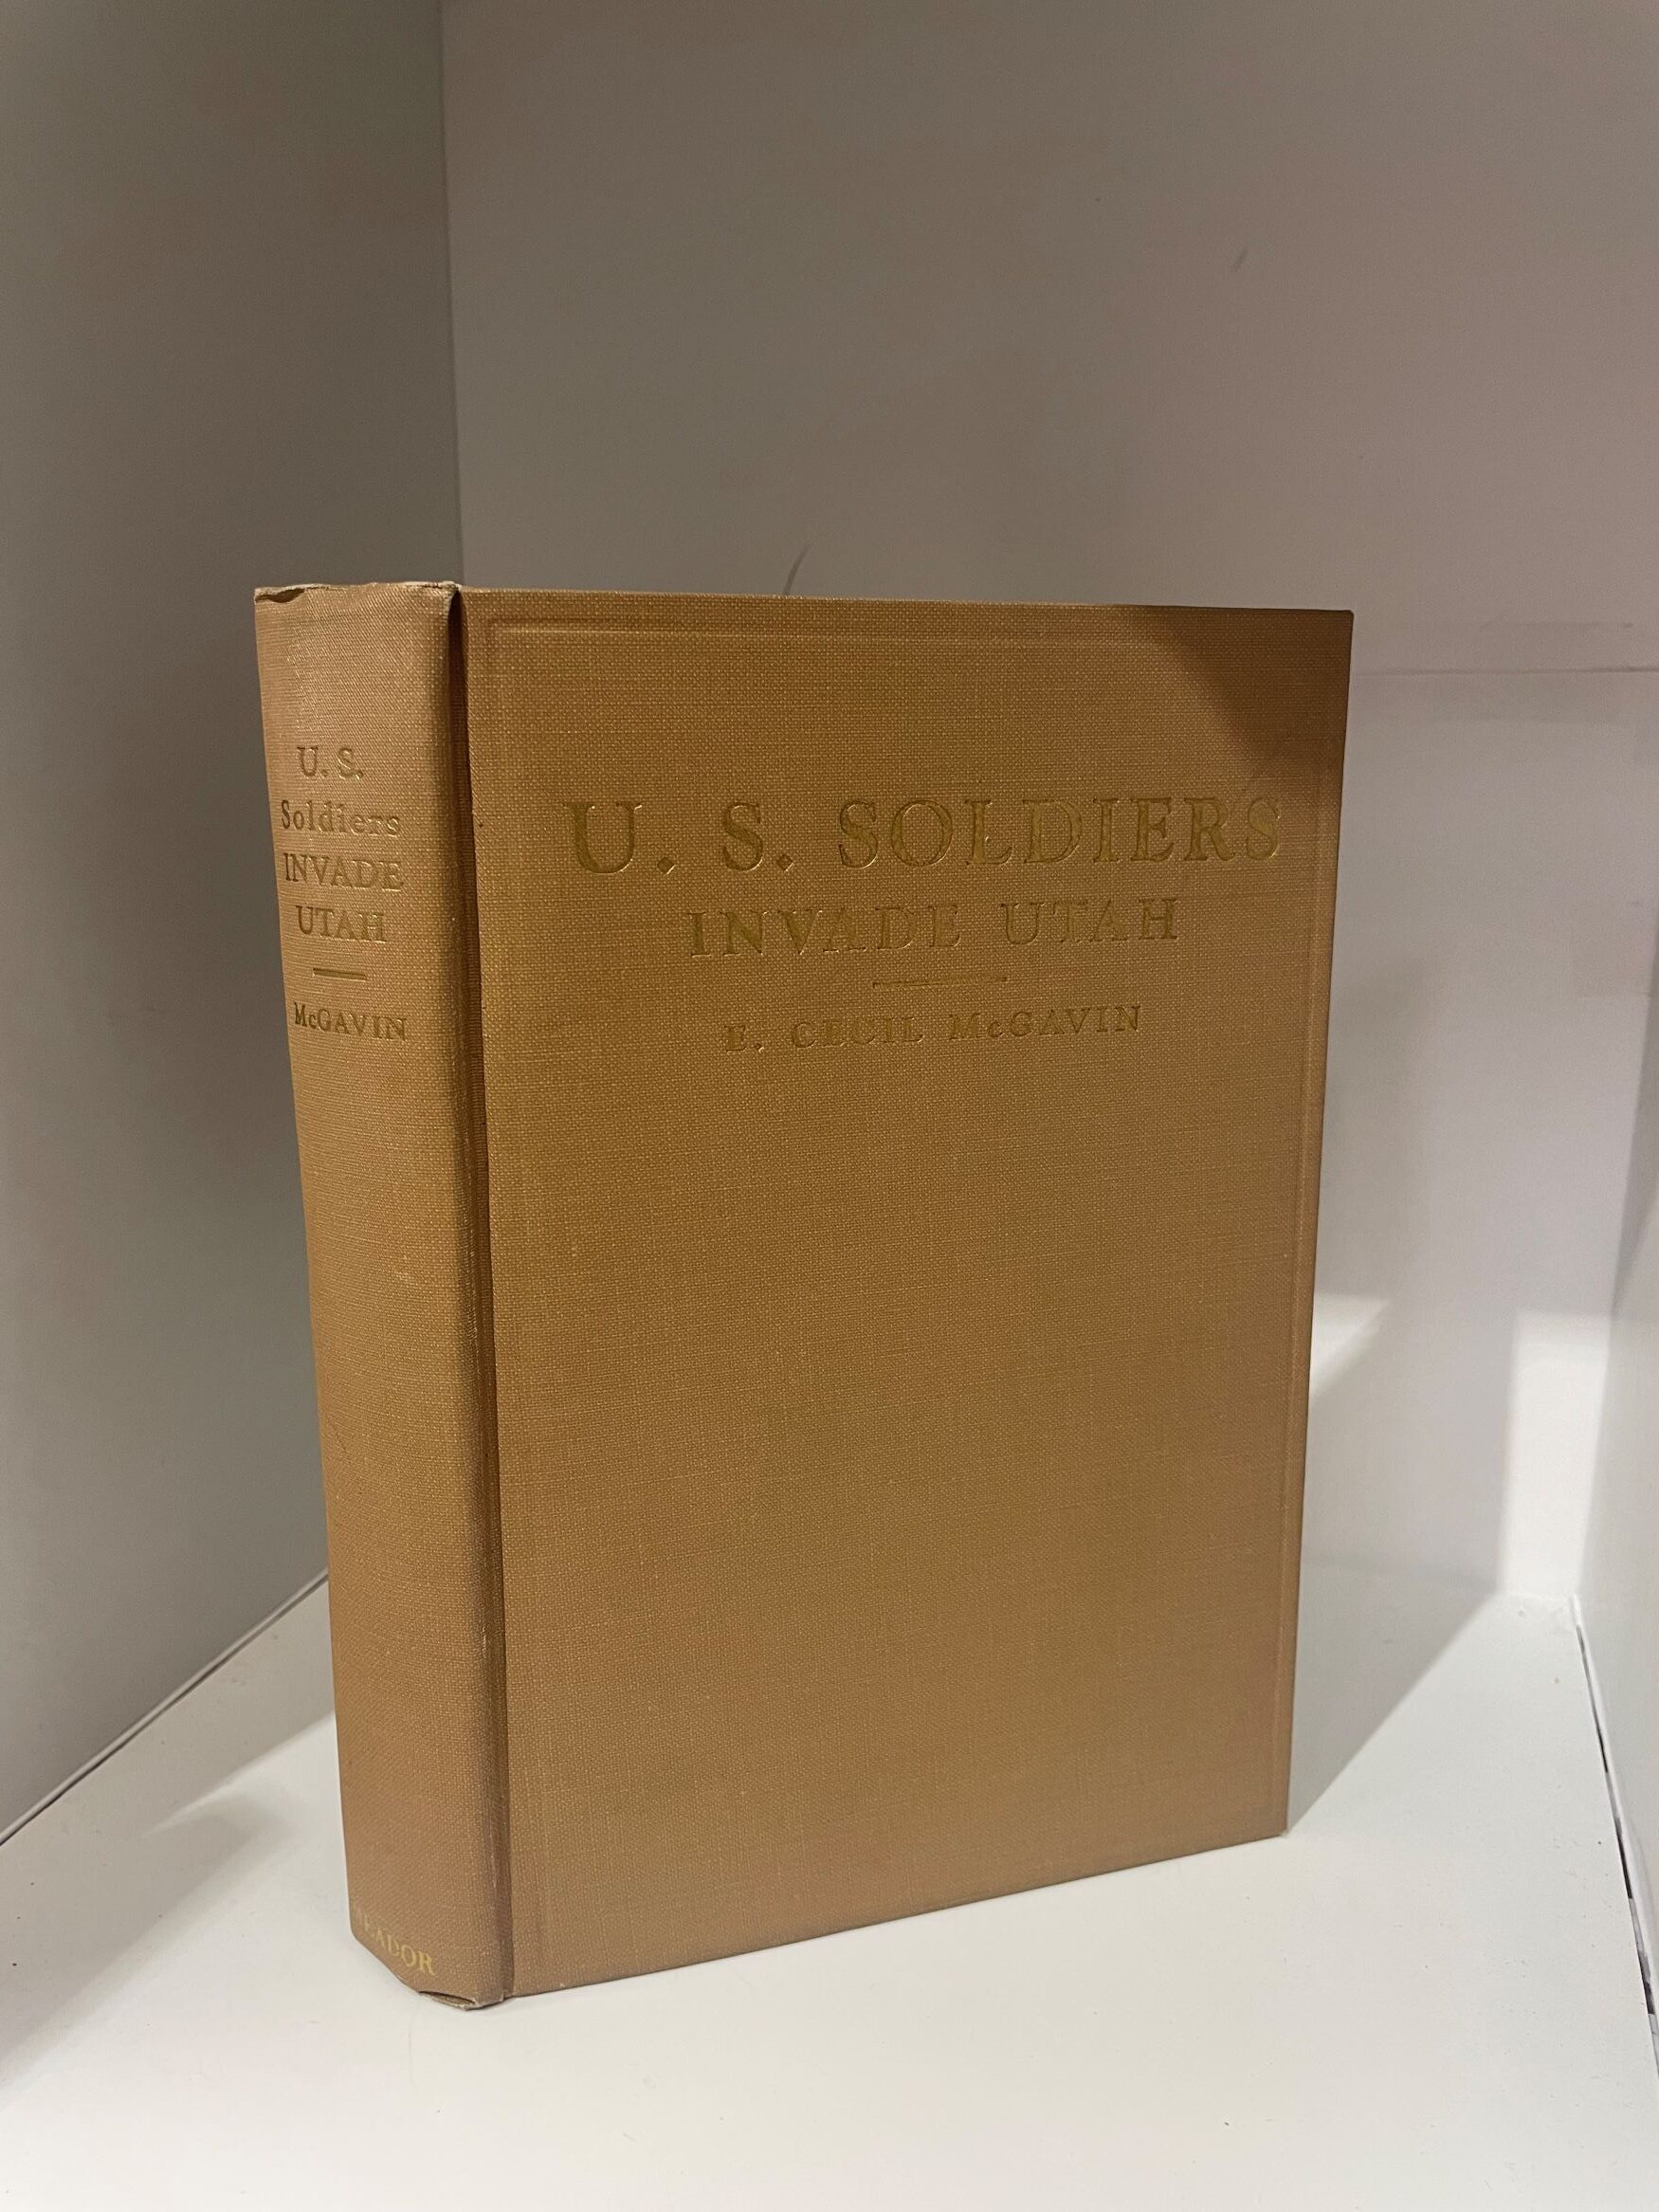 U. S.
Soldiers
INVADE
UTAH
McGAVIN
MEADOR
U. S. SOLDIERS
INVADE UTAH
E. CECIL McGAVIN